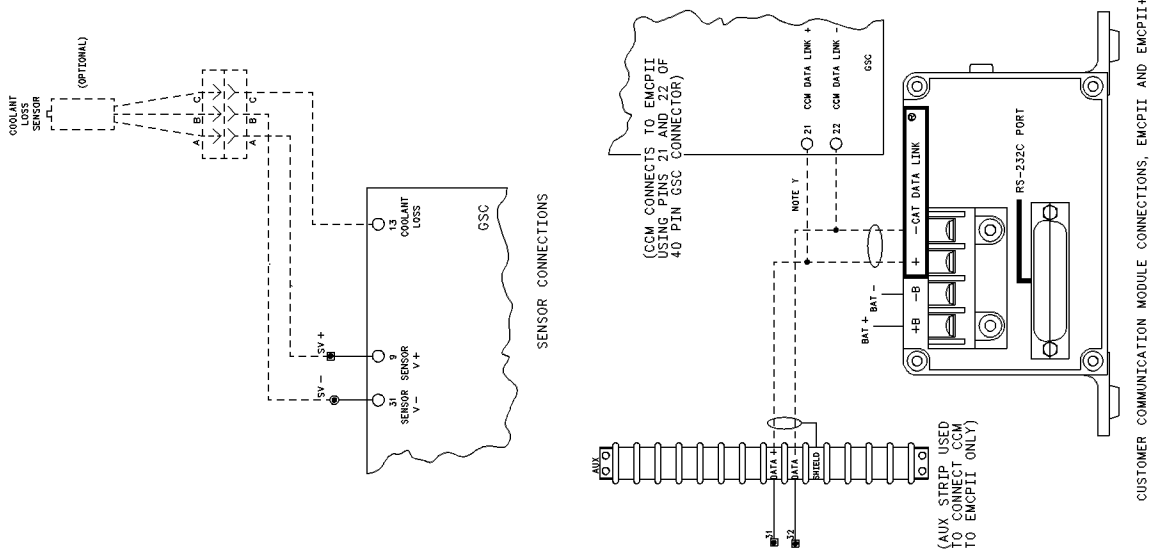 COOLANT
LOSS
SENSOR
(OPTIONAL)
A B C
A B C
SV -
SV +
31
SENSOR
V -
9
SENSOR
V +
13
COOLANT
LOSS
GSC
SENSOR CONNECTIONS
(CCM CONNECTS TO EMCPII
USING PINS 21 AND 22 OF
40 PIN GSC CONNECTOR)
21 CCM DATA LINK +
22 CCM DATA LINK -
GSC
NOTE Y
AUX
DATA +
DATA -
SHIELD
31
32
(AUX STRIP USED
TO CONNECT CCM
TO EMCPII ONLY)
BAT +
BAT -
+B -B + -CAT DATA LINK
RS-232C PORT
CUSTOMER COMMUNICATION MODULE CONNECTIONS, EMCPII AND EMCPII+